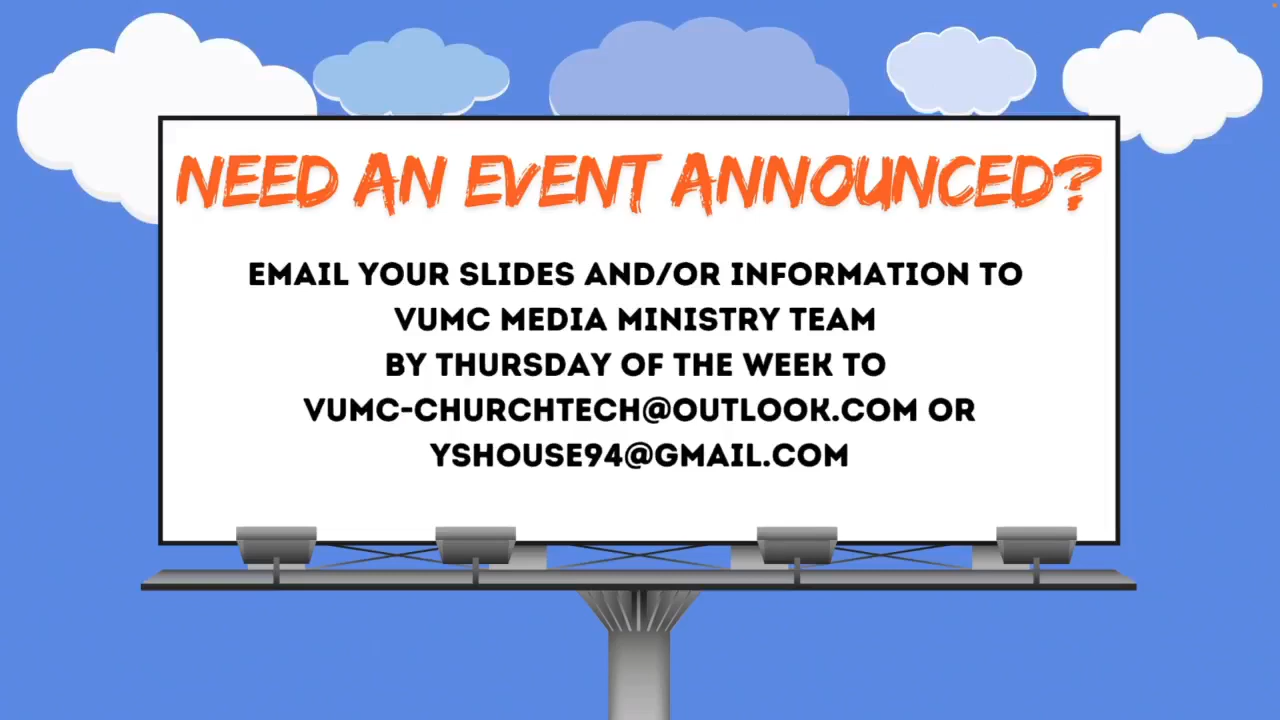 NEED AN EVENT ANNOUNCED?
EMAIL YOUR SLIDES AND/OR INFORMATION TO
VUMC MEDIA MINISTRY TEAM
BY THURSDAY OF THE WEEK TO
VUMC-CHURCHTECH@OUTLOOK.COM OR
YSHOUSE94@GMAIL.COM